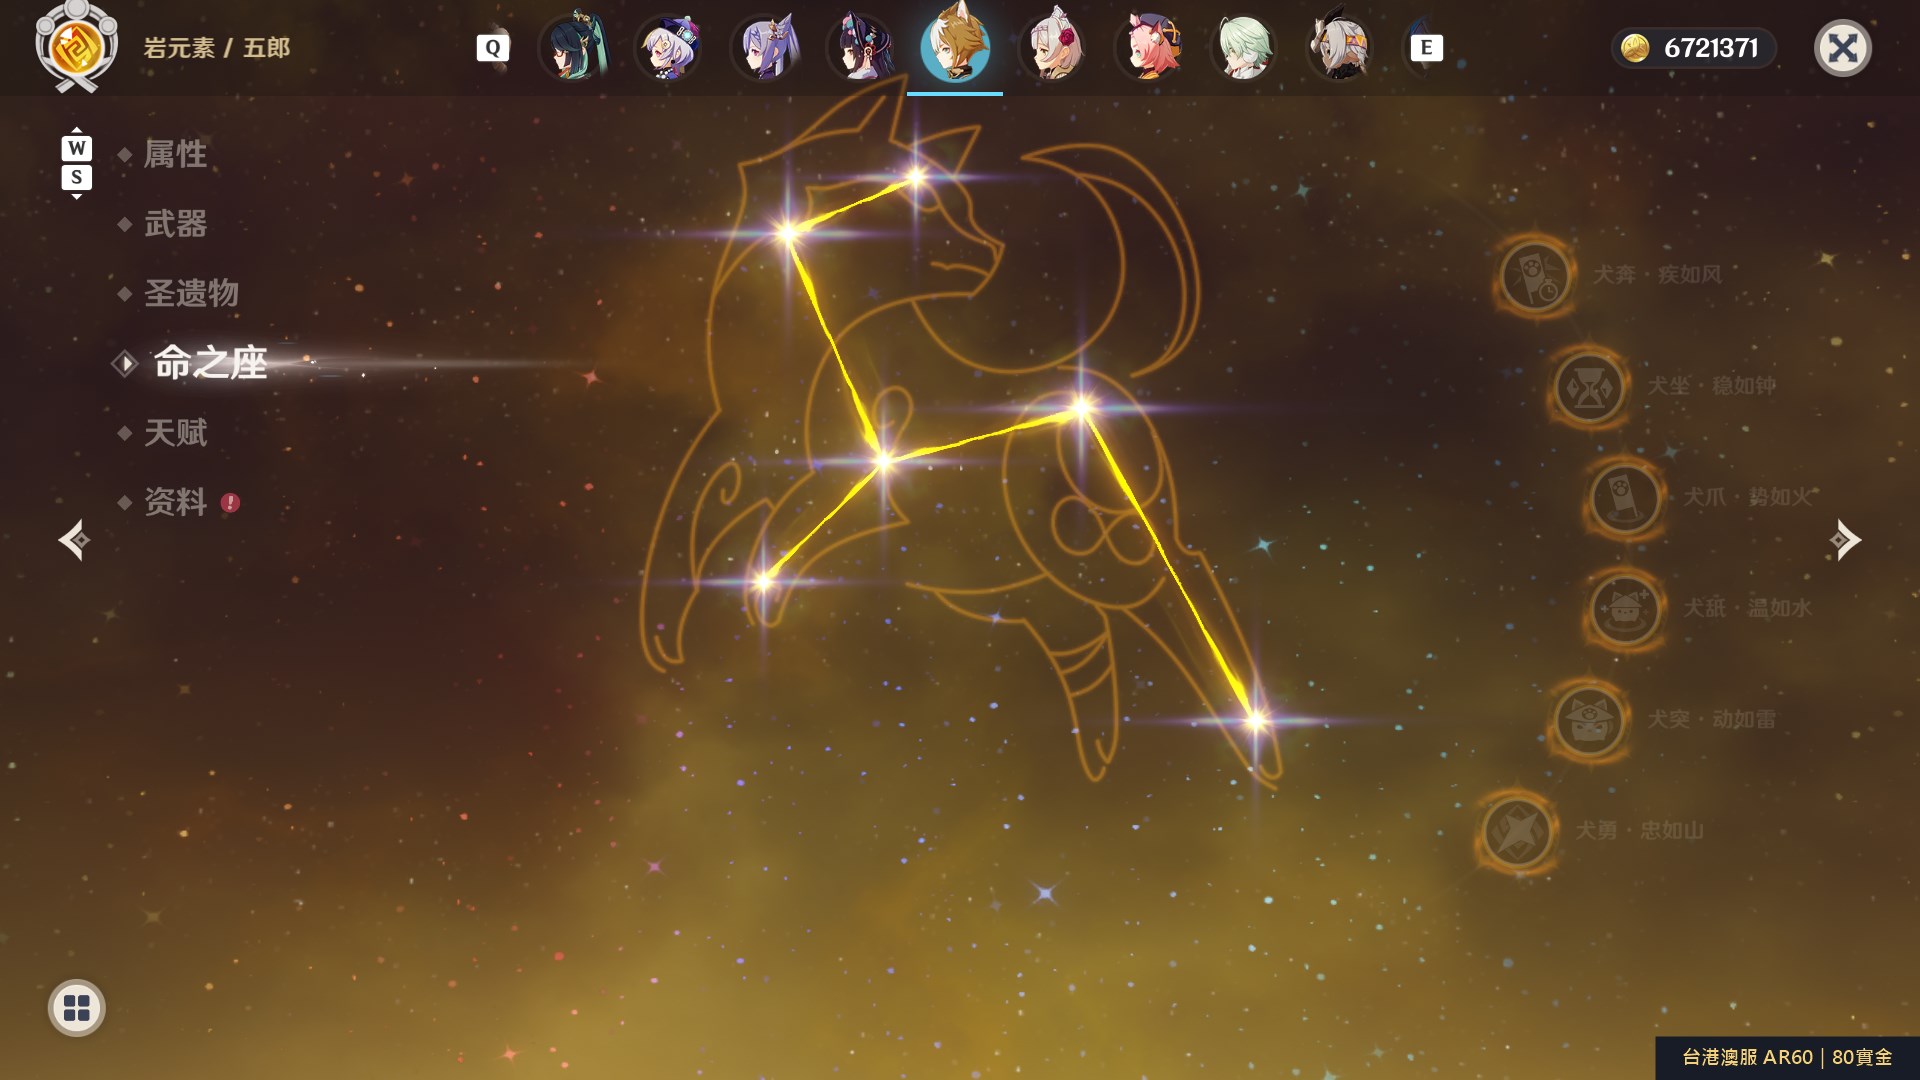 岩元素 / 五郎
Q
E
6721371
W
S
属性
武器
圣遗物
命之座
天赋
资料
犬奔·疾如风
犬坐·稳如钟
犬爪·势如火
犬舐·温如水
犬突·动如雷
犬勇·忠如山
台港澳服 AR60 | 80實金